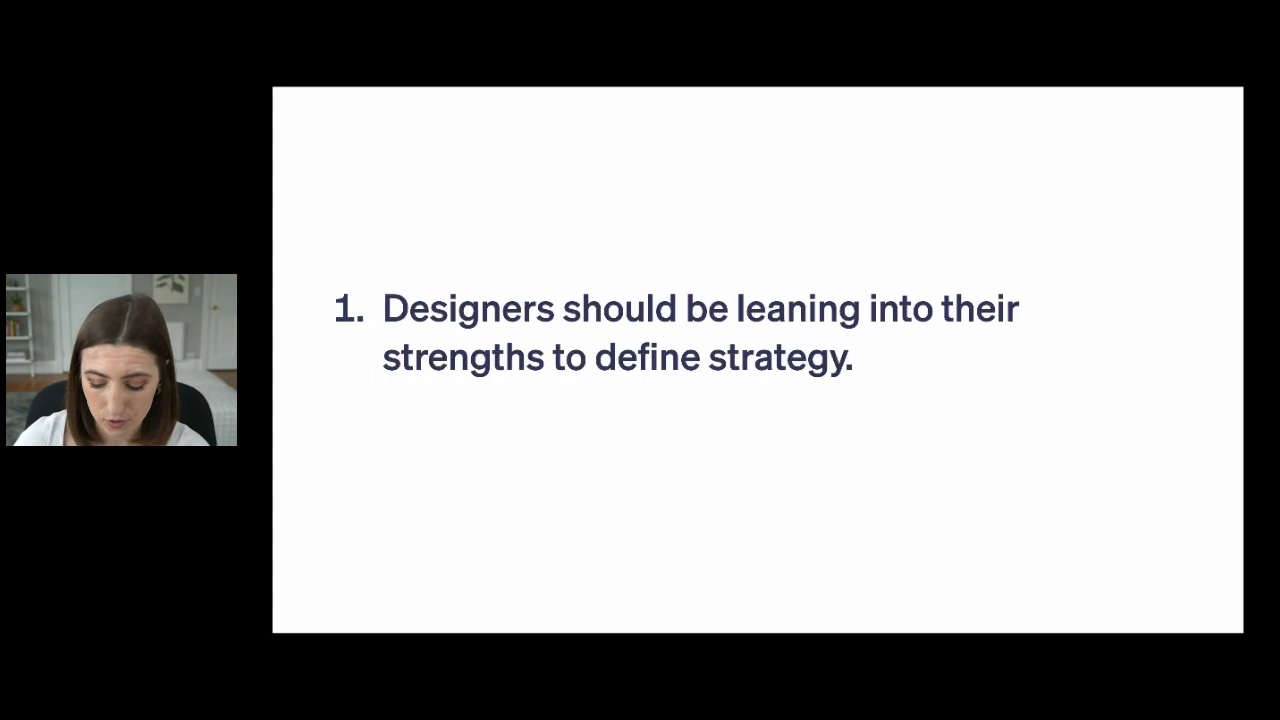 1. Designers should be leaning into their
strengths to define strategy.